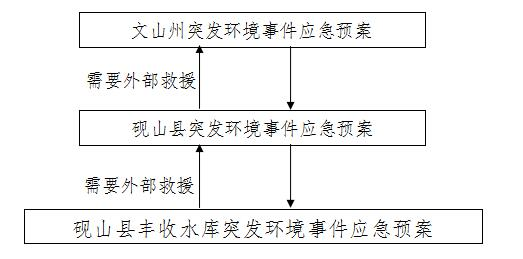 文山州突发环境事件应急预案
需要外部救援
砚山县突发环境事件应急预案
需要外部救援
砚山县丰收水库突发环境事件应急预案